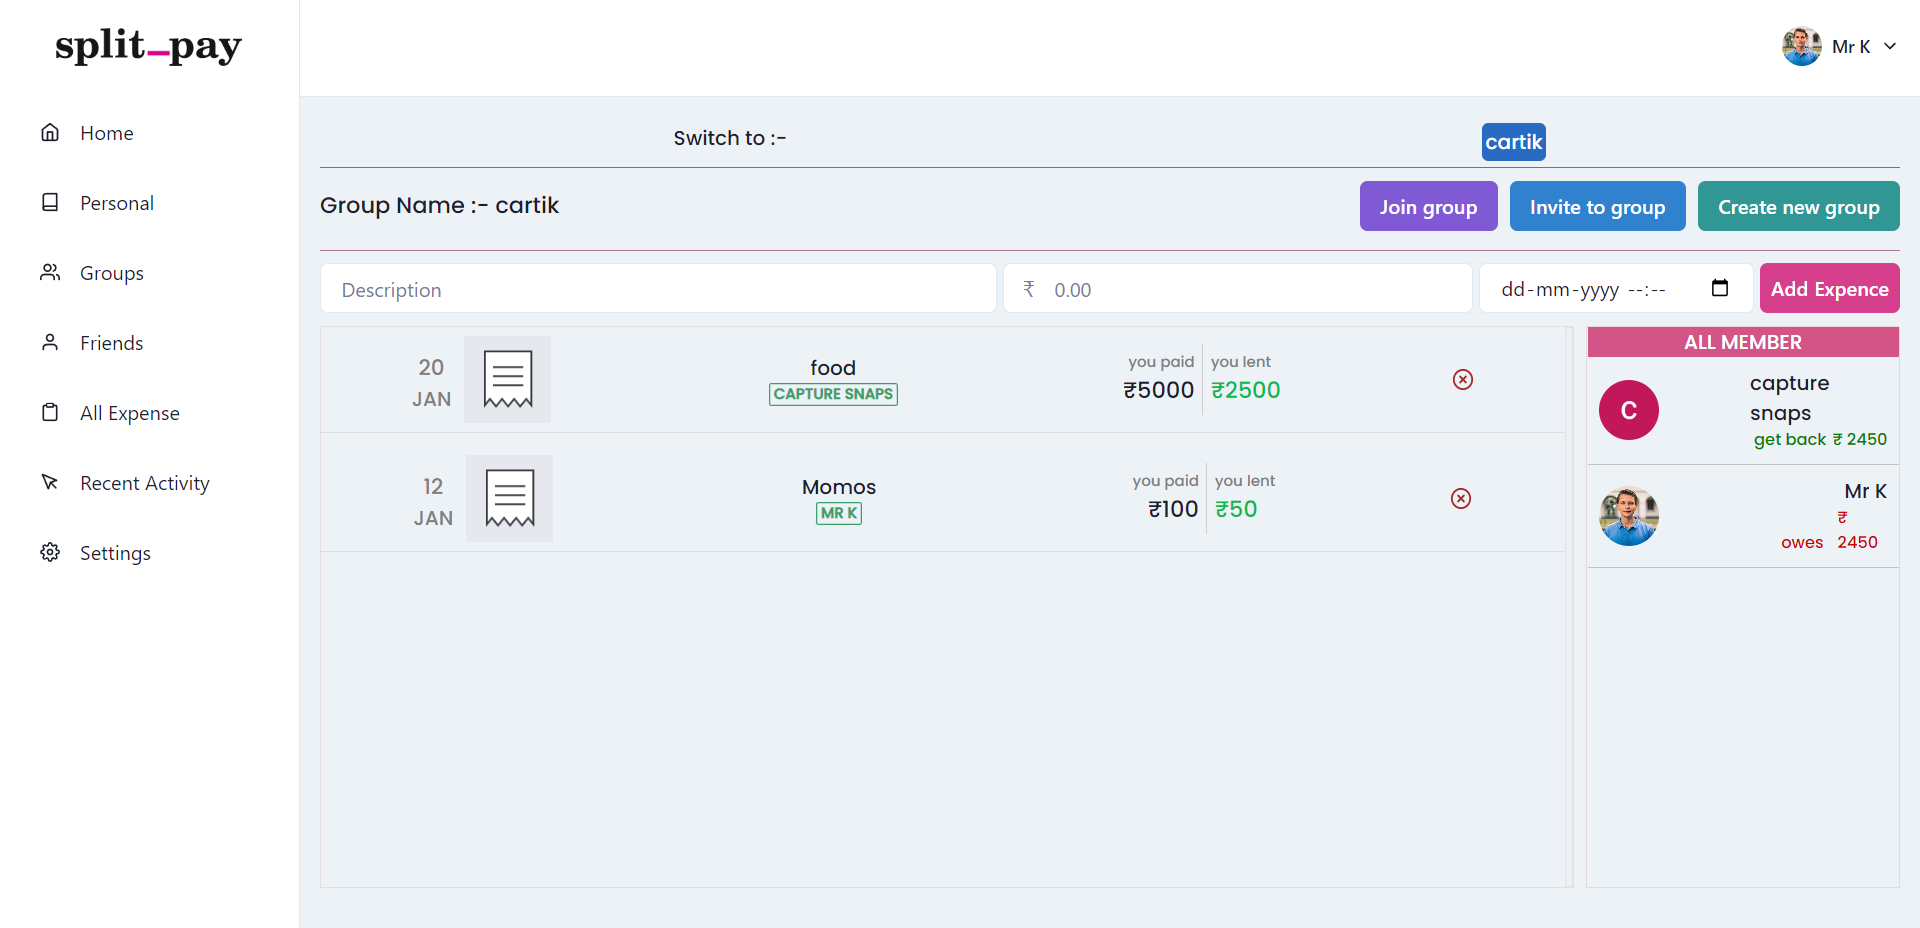 split_pay
Mr K
Home
Personal
Groups
Friends
All Expense
Recent Activity
Settings
Switch to :-
cartik
Group Name :- cartik
Join group
Invite to group
Create new group
Description
₹ 0.00
dd-mm-yyyy --:--
Add Expence
20
JAN
food
CAPTURE SNAPS
you paid
₹5000
you lent
₹2500
12
JAN
Momos
MR K
you paid
₹100
you lent
₹50
ALL MEMBER
C
capture
snaps
get back ₹ 2450
Mr K
₹
owes 2450